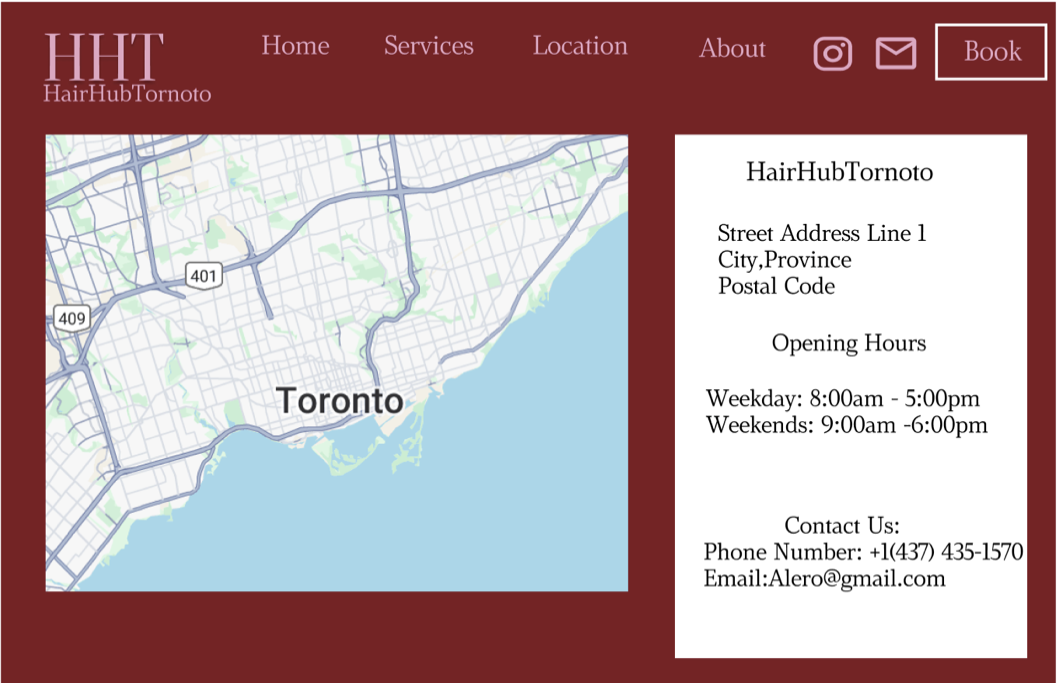 HHT
HairHubTornoto
Home Services Location About Book
401
409
Toronto
HairHubTornoto
Street Address Line 1
City,Province
Postal Code
Opening Hours
Weekday: 8:00am - 5:00pm
Weekends: 9:00am -6:00pm
Contact Us:
Phone Number: +1(437) 435-1570
Email:Alero@gmail.com